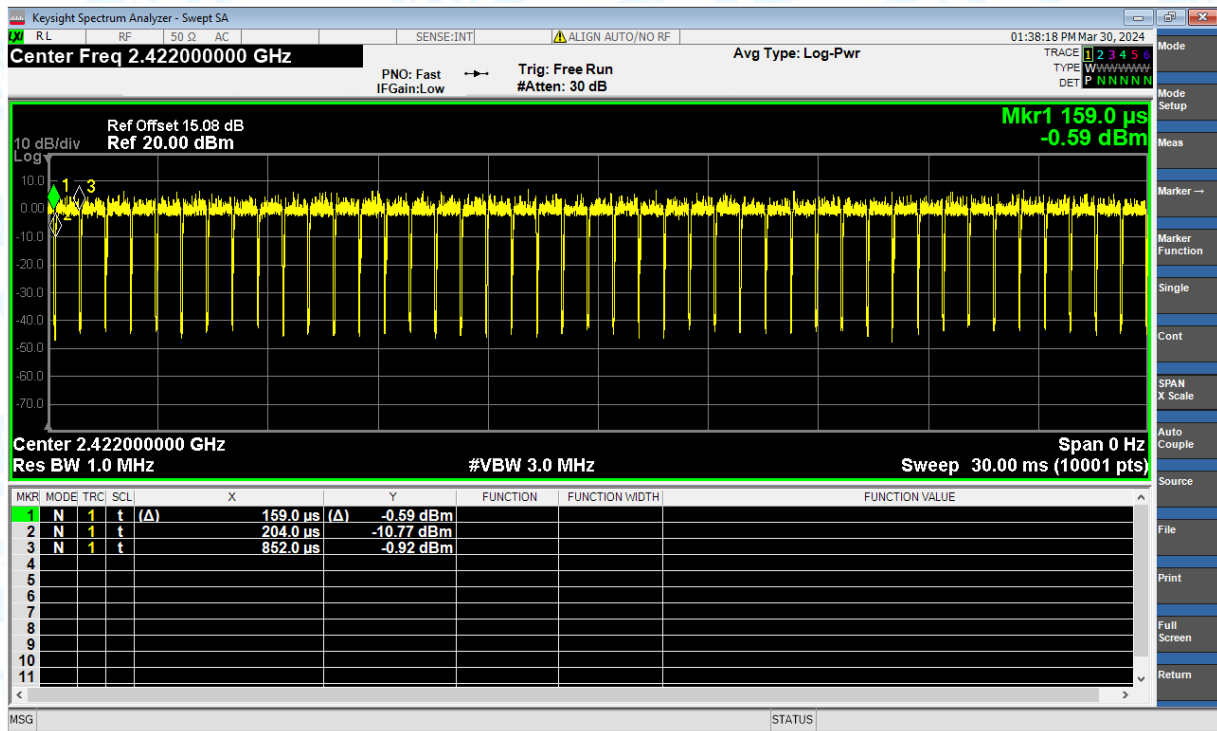 Keysight Spectrum Analyzer - Swept SA
LXI RL RF 50 Ω AC SENSE:INT ALIGN AUTO/NO RF 01:38:18 PM Mar 30, 2024
Center Freq 2.422000000 GHz
PNO: Fast
IFGain:Low
Trig: Free Run
#Atten: 30 dB
Avg Type: Log-Pwr
TRACE 1 2 3 4 5 6
TYPE WWWWWW
DET P N N N N N
Mkr1 159.0 µs
-0.59 dBm
Ref Offset 15.08 dB
10 dB/div Ref 20.00 dBm
Log
10.0
0.00
-10.0
-20.0
-30.0
-40.0
-50.0
-60.0
-70.0
1 3
2
Center 2.422000000 GHz Span 0 Hz
Res BW 1.0 MHz #VBW 3.0 MHz Sweep 30.00 ms (10001 pts)
MKR MODE TRC SCL X Y FUNCTION FUNCTION WIDTH FUNCTION VALUE
1 N 1 t (Δ) 159.0 µs (Δ) -0.59 dBm
2 N 1 t 204.0 µs -10.77 dBm
3 N 1 t 852.0 µs -0.92 dBm
4
5
6
7
8
9
10
11
MSG STATUS
Mode
Mode
Setup
Meas
Marker →
Marker
Function
Single
Cont
SPAN
X Scale
Auto
Couple
Source
File
Print
Full
Screen
Return